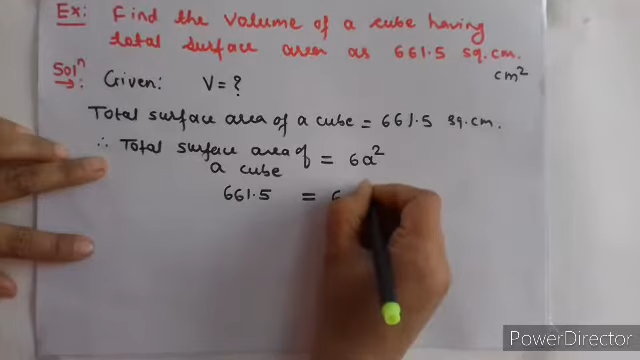 Ex: Find the volume of a cube having
total surface area as 661.5 sq.cm.
cm²
Solⁿ: Given: V = ?
Total surface area of a cube = 661.5 sq.cm.
∴ Total surface area of a cube = 6a²
661.5 = 6
PowerDirector